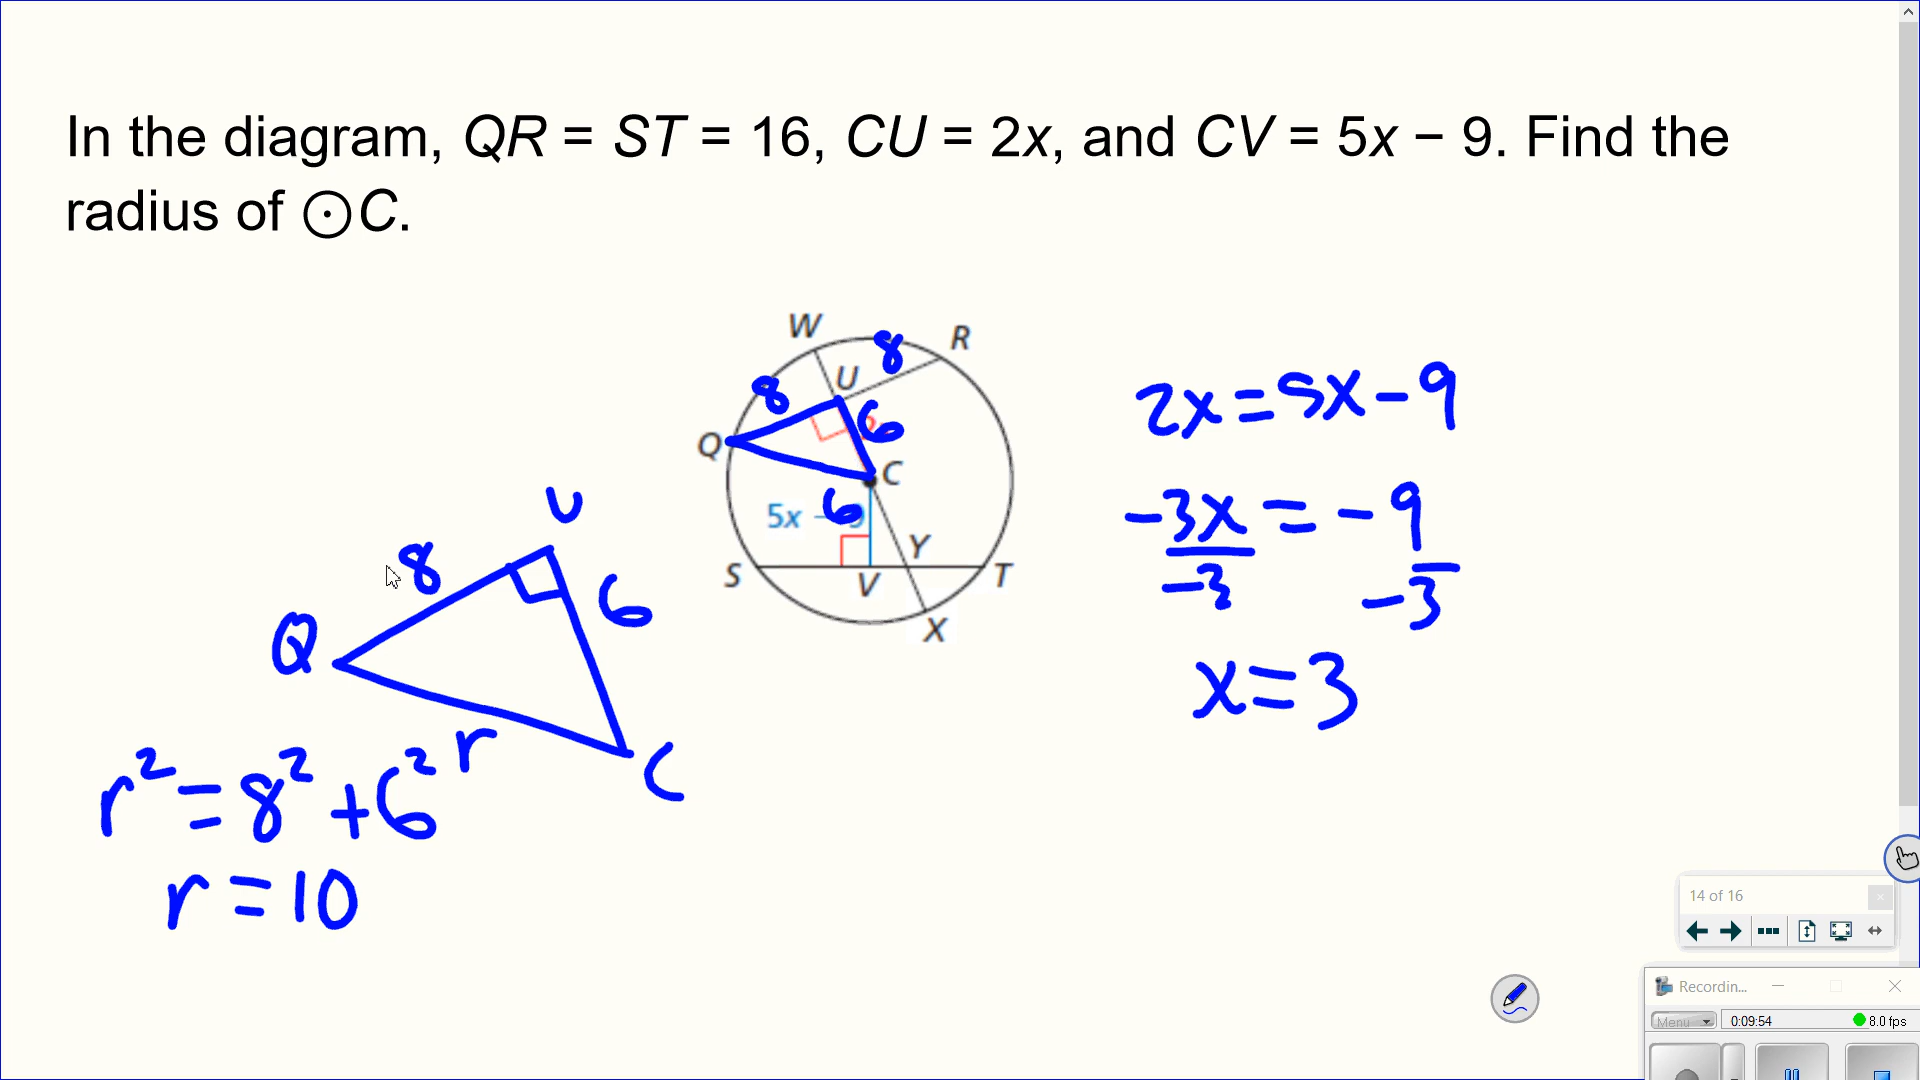 In the diagram, QR = ST = 16, CU = 2x, and CV = 5x − 9. Find the
radius of ⊙C.
W
8
R
8
U
6
Q
C
5x −
6
9
Y
S
V
T
X
2x=5x-9
-3x = -9
-3 -3
x=3
U
8
6
Q
r
C
r²=8²+6²
r=10
14 of 16
Recordin...
Menu
0:09:54
8.0 fps